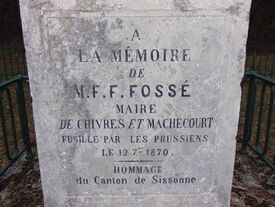 A
LA MÉMOIRE
DE
M.F.F. FOSSÉ
MAIRE
DE CHIVRES ET MACHECOURT
FUSILLÉ PAR LES PRUSSIENS
LE 12 7bre 1870.
HOMMAGE
du Canton de Sissonne